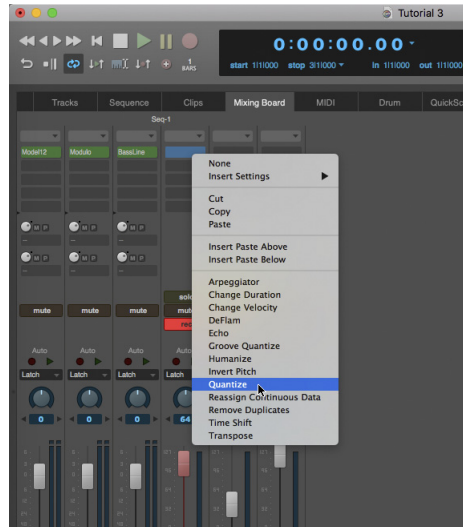 Tutorial 3
0:00:00.00
1
BARS
start 1|1|000 stop 3|1|000 in 1|1|000 out 1|1|000
Tracks Sequence Clips Mixing Board MIDI Drum QuickSc
Seq-1
Model12 Modulo BassLine
None
Insert Settings
Cut
Copy
Paste
Insert Paste Above
Insert Paste Below
Arpeggiator
Change Duration
Change Velocity
DeFlam
Echo
Groove Quantize
Humanize
Invert Pitch
Quantize
Reassign Continuous Data
Remove Duplicates
Time Shift
Transpose
M P M P M P
M P M P M P
solo
mute mute mute mut
rec
Auto Auto Auto Auto
Latch Latch Latch Latch
0 0 0 64